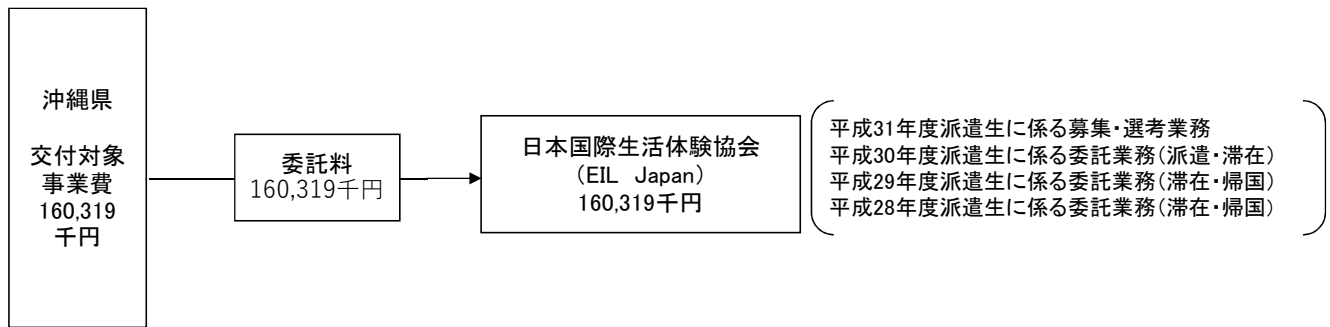 沖縄県
交付対象
事業費
160,319
千円
委託料
160,319千円
日本国際生活体験協会
(EIL Japan)
160,319千円
平成31年度派遣生に係る募集・選考業務
平成30年度派遣生に係る委託業務(派遣・滞在)
平成29年度派遣生に係る委託業務(滞在・帰国)
平成28年度派遣生に係る委託業務(滞在・帰国)